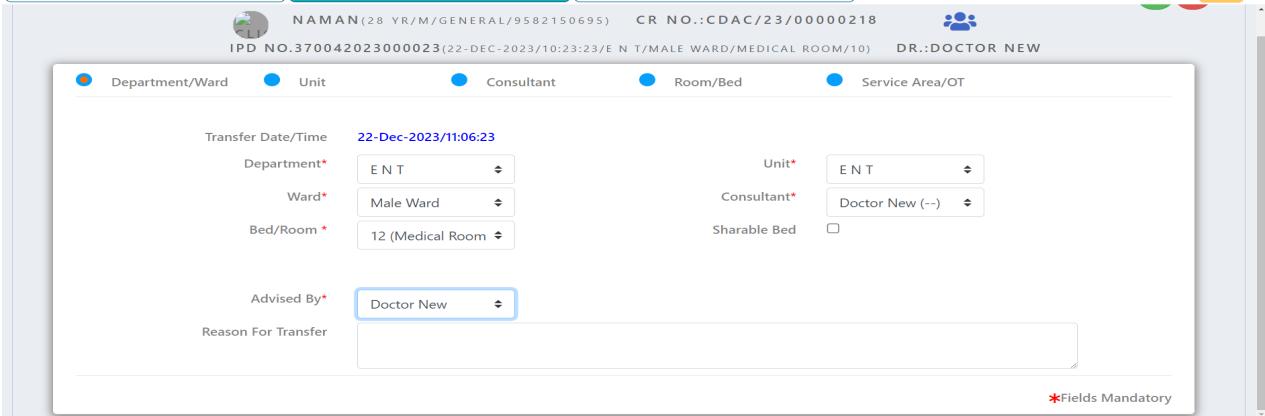 NAMAN(28 YR/M/GENERAL/9582150695) CR NO.:CDAC/23/00000218
IPD NO.370042023000023(22-DEC-2023/10:23:23/E N T/MALE WARD/MEDICAL ROOM/10) DR.:DOCTOR NEW
Department/Ward Unit Consultant Room/Bed Service Area/OT
Transfer Date/Time 22-Dec-2023/11:06:23
Department* E N T Unit* E N T
Ward* Male Ward Consultant* Doctor New (--)
Bed/Room * 12 (Medical Room Sharable Bed
Advised By* Doctor New
Reason For Transfer
*Fields Mandatory